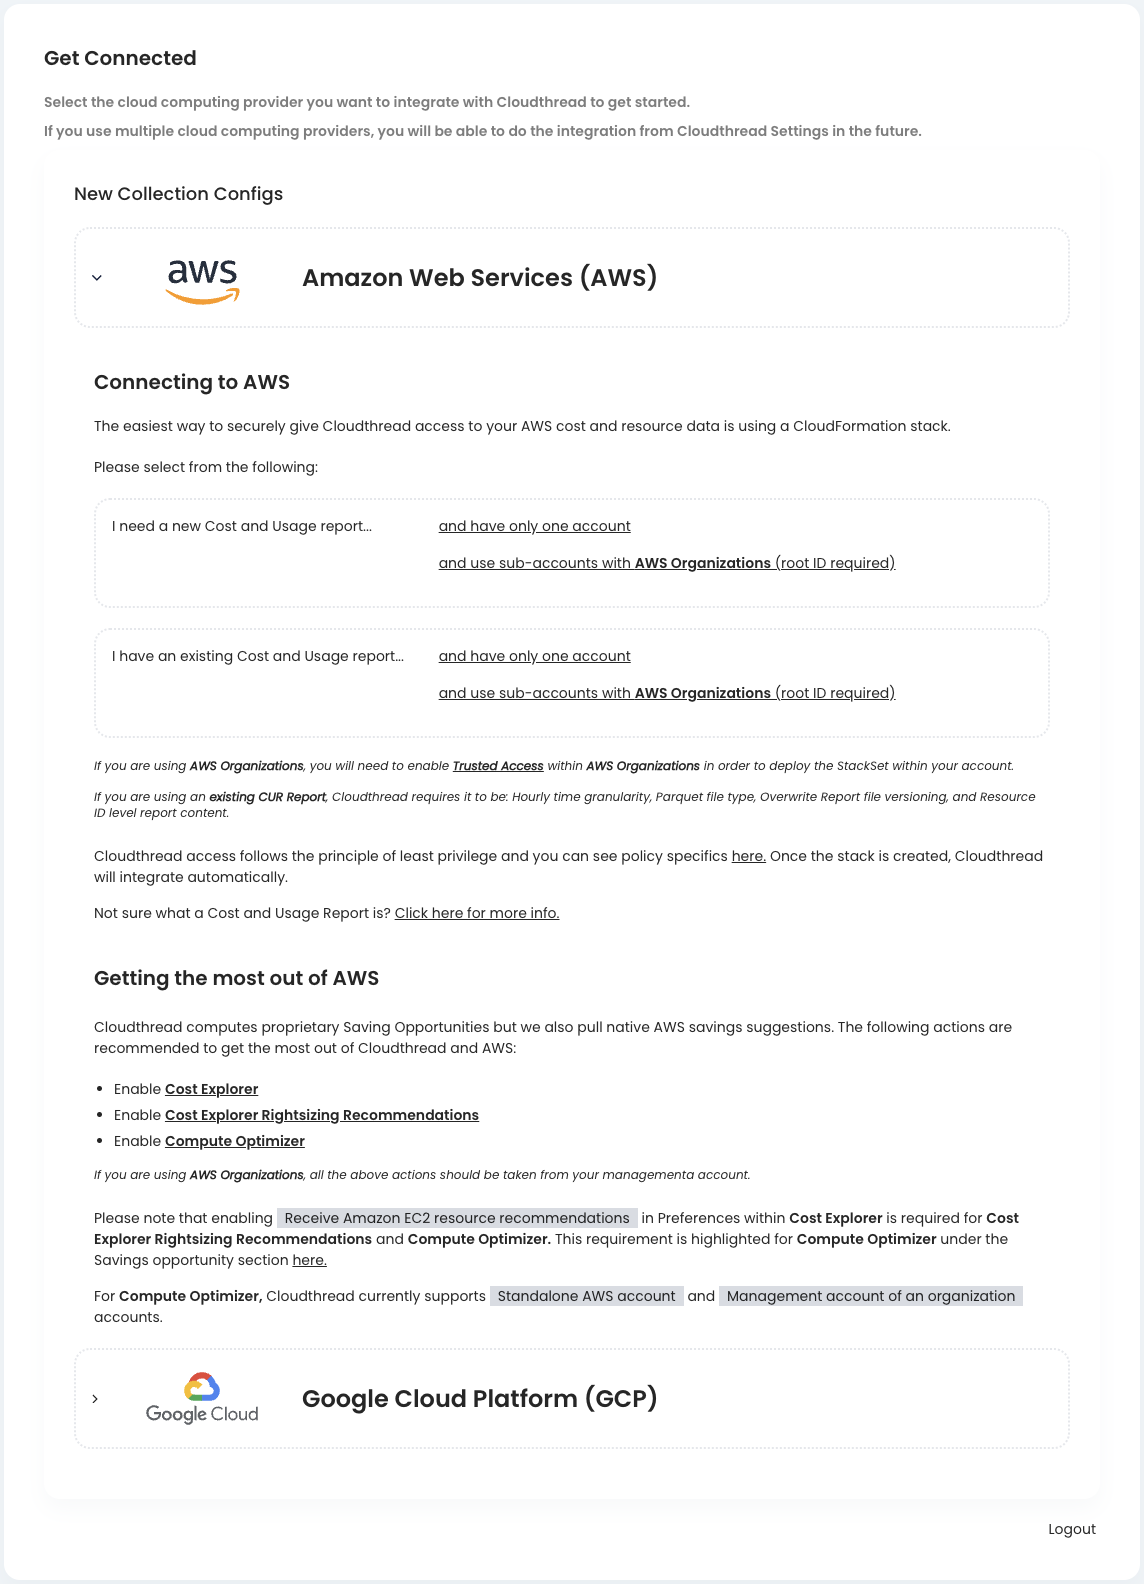 Get Connected
Select the cloud computing provider you want to integrate with Cloudthread to get started.
If you use multiple cloud computing providers, you will be able to do the integration from Cloudthread Settings in the future.
New Collection Configs
aws
Amazon Web Services (AWS)
Connecting to AWS
The easiest way to securely give Cloudthread access to your AWS cost and resource data is using a CloudFormation stack.
Please select from the following:
I need a new Cost and Usage report... and have only one account
and use sub-accounts with AWS Organizations (root ID required)
I have an existing Cost and Usage report... and have only one account
and use sub-accounts with AWS Organizations (root ID required)
If you are using AWS Organizations, you will need to enable Trusted Access within AWS Organizations in order to deploy the StackSet within your account.
If you are using an existing CUR Report, Cloudthread requires it to be: Hourly time granularity, Parquet file type, Overwrite Report file versioning, and Resource
ID level report content.
Cloudthread access follows the principle of least privilege and you can see policy specifics here. Once the stack is created, Cloudthread
will integrate automatically.
Not sure what a Cost and Usage Report is? Click here for more info.
Getting the most out of AWS
Cloudthread computes proprietary Saving Opportunities but we also pull native AWS savings suggestions. The following actions are
recommended to get the most out of Cloudthread and AWS:
• Enable Cost Explorer
• Enable Cost Explorer Rightsizing Recommendations
• Enable Compute Optimizer
If you are using AWS Organizations, all the above actions should be taken from your managementa account.
Please note that enabling Receive Amazon EC2 resource recommendations in Preferences within Cost Explorer is required for Cost
Explorer Rightsizing Recommendations and Compute Optimizer. This requirement is highlighted for Compute Optimizer under the
Savings opportunity section here.
For Compute Optimizer, Cloudthread currently supports Standalone AWS account and Management account of an organization
accounts.
Google Cloud
Google Cloud Platform (GCP)
Logout